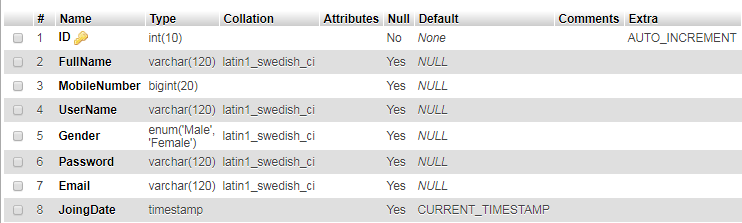 # Name Type Collation Attributes Null Default Comments Extra
1 ID int(10) No None AUTO_INCREMENT
2 FullName varchar(120) latin1_swedish_ci Yes NULL
3 MobileNumber bigint(20) Yes NULL
4 UserName varchar(120) latin1_swedish_ci Yes NULL
5 Gender enum('Male', 'Female') latin1_swedish_ci Yes NULL
6 Password varchar(120) latin1_swedish_ci Yes NULL
7 Email varchar(120) latin1_swedish_ci Yes NULL
8 JoingDate timestamp Yes CURRENT_TIMESTAMP